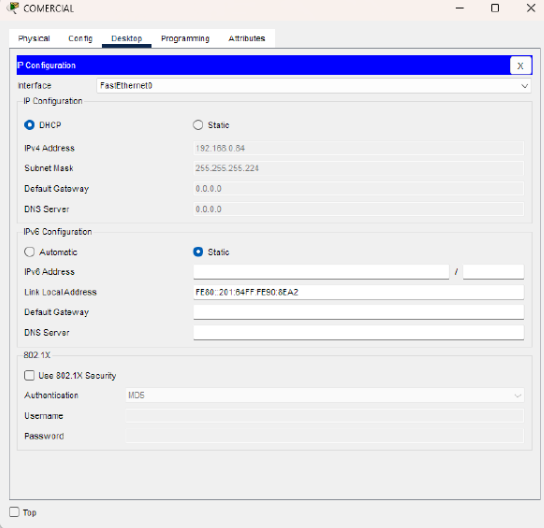 COMERCIAL
Physical Config Desktop Programming Attributes
IP Configuration X
Interface FastEthernet0
IP Configuration
DHCP Static
IPv4 Address 192.168.0.84
Subnet Mask 255.255.255.224
Default Gateway 0.0.0.0
DNS Server 0.0.0.0
IPv6 Configuration
Automatic Static
IPv6 Address /
Link Local Address FE80::201:64FF:FE90:8EA2
Default Gateway
DNS Server
802.1X
Use 802.1X Security
Authentication MD5
Username
Password
Top